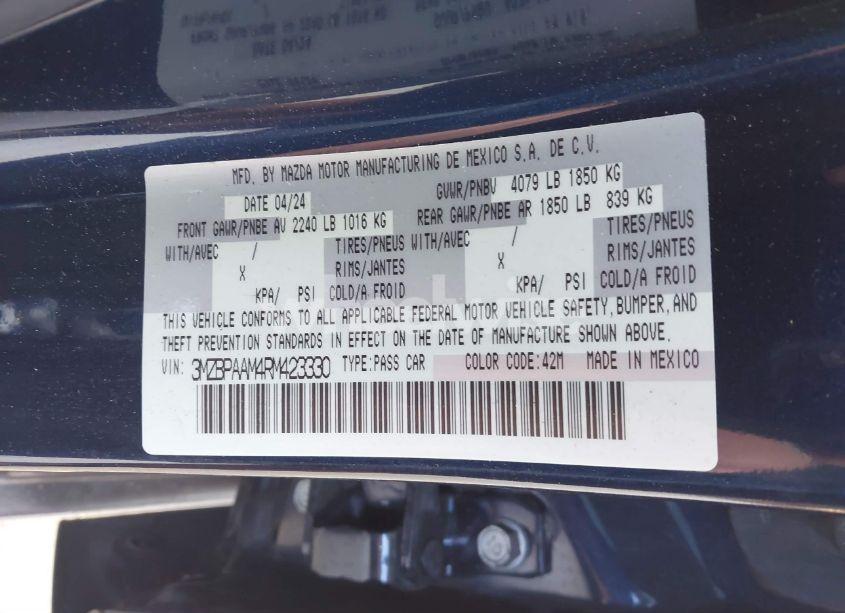 MFD. BY MAZDA MOTOR MANUFACTURING DE MEXICO S.A. DE C.V.
DATE 04/24 GVWR/PNBV 4079 LB 1850 KG
FRONT GAWR/PNBE AV 2240 LB 1016 KG REAR GAWR/PNBE AR 1850 LB 839 KG
WITH/AVEC / TIRES/PNEUS WITH/AVEC / TIRES/PNEUS
X RIMS/JANTES X RIMS/JANTES
KPA/ PSI COLD/A FROID KPA/ PSI COLD/A FROID
THIS VEHICLE CONFORMS TO ALL APPLICABLE FEDERAL MOTOR VEHICLE SAFETY, BUMPER, AND
THEFT PREVENTION STANDARDS IN EFFECT ON THE DATE OF MANUFACTURE SHOWN ABOVE.
VIN: 3MZBPAAM4RM423330 TYPE:PASS CAR COLOR CODE:42M MADE IN MEXICO